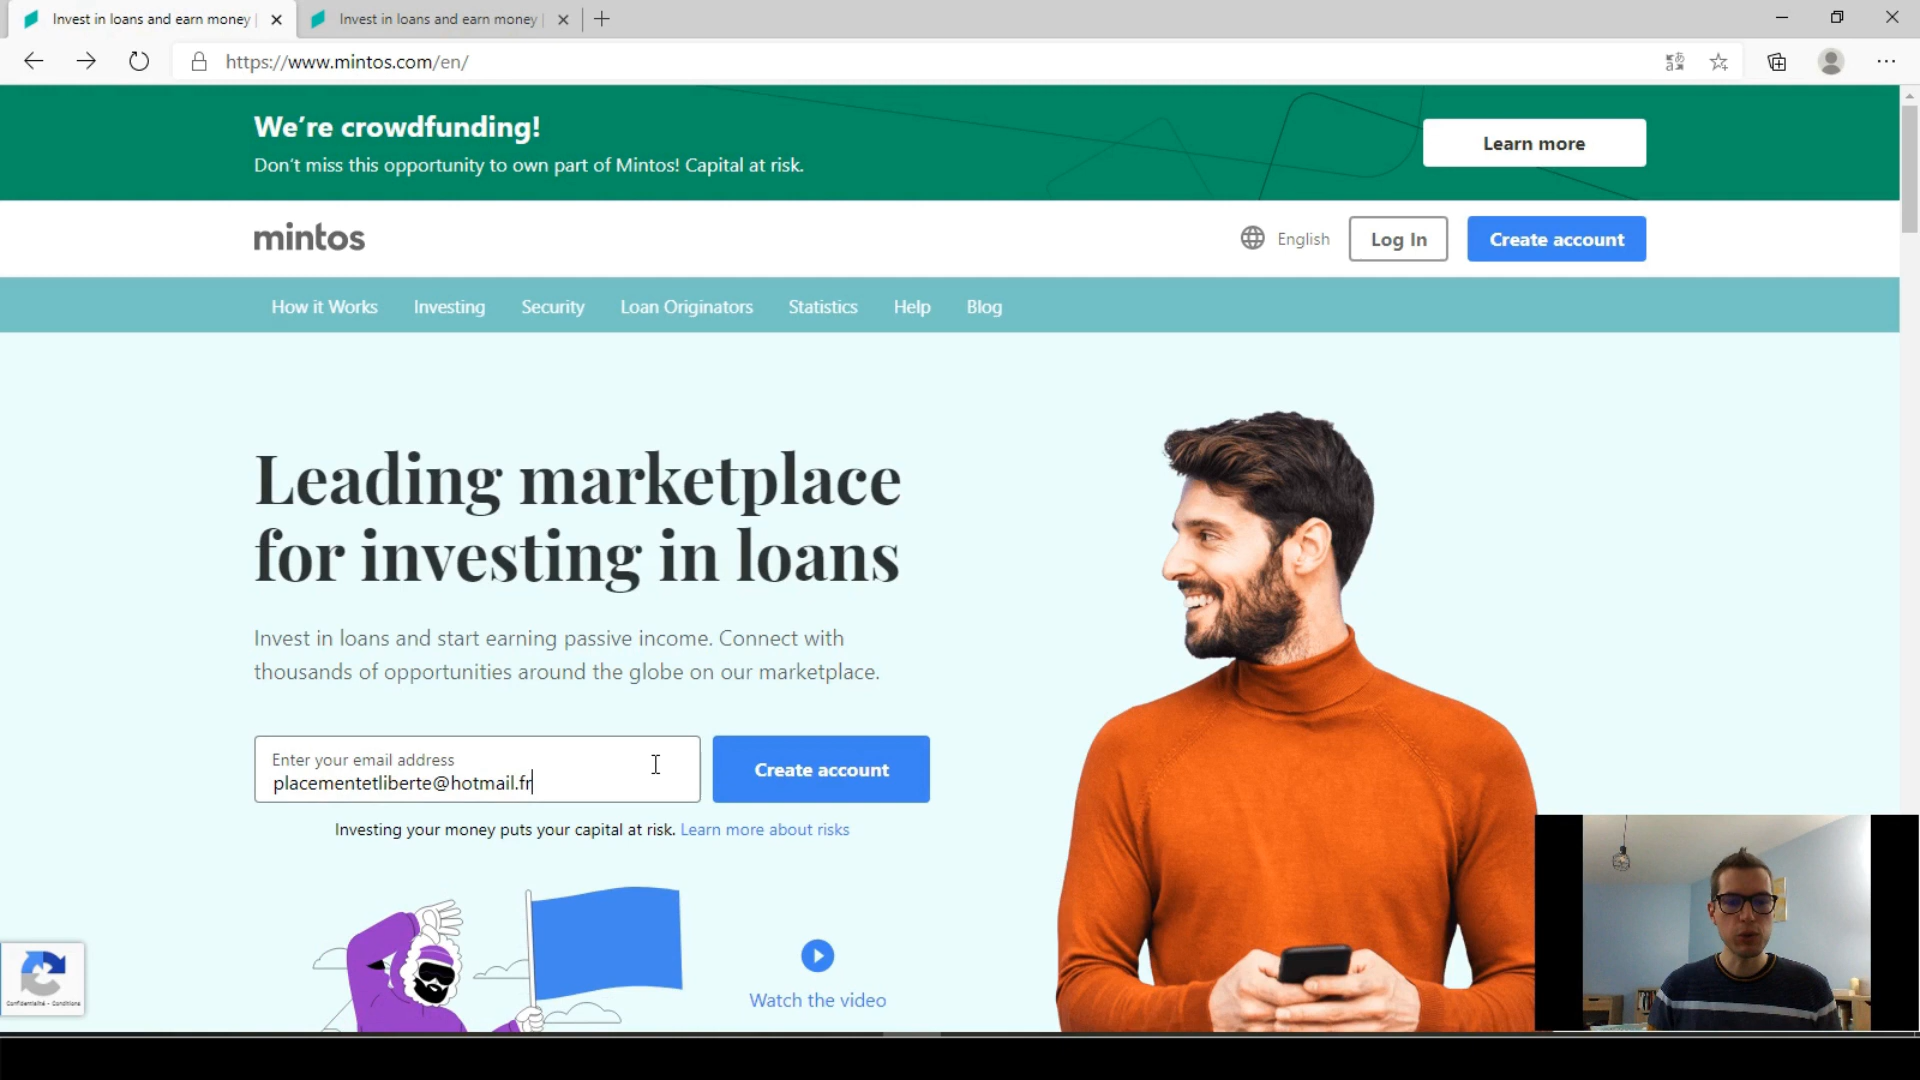 Invest in loans and earn money
Invest in loans and earn money
https://www.mintos.com/en/
We're crowdfunding!
Don't miss this opportunity to own part of Mintos! Capital at risk.
Learn more
mintos
English
Log In
Create account
How it Works Investing Security Loan Originators Statistics Help Blog
Leading marketplace
for investing in loans
Invest in loans and start earning passive income. Connect with
thousands of opportunities around the globe on our marketplace.
Enter your email address
placementetliberte@hotmail.fr
Create account
Investing your money puts your capital at risk. Learn more about risks
Watch the video
Confidentialité - Conditions